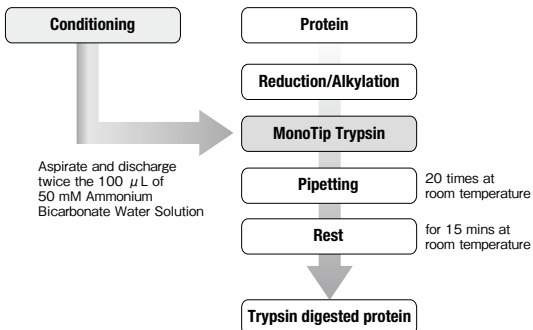 Conditioning
Protein
Reduction/Alkylation
MonoTip Trypsin
Aspirate and discharge
twice the 100 μL of
50 mM Ammonium
Bicarbonate Water Solution
Pipetting
20 times at
room temperature
Rest
for 15 mins at
room temperature
Trypsin digested protein